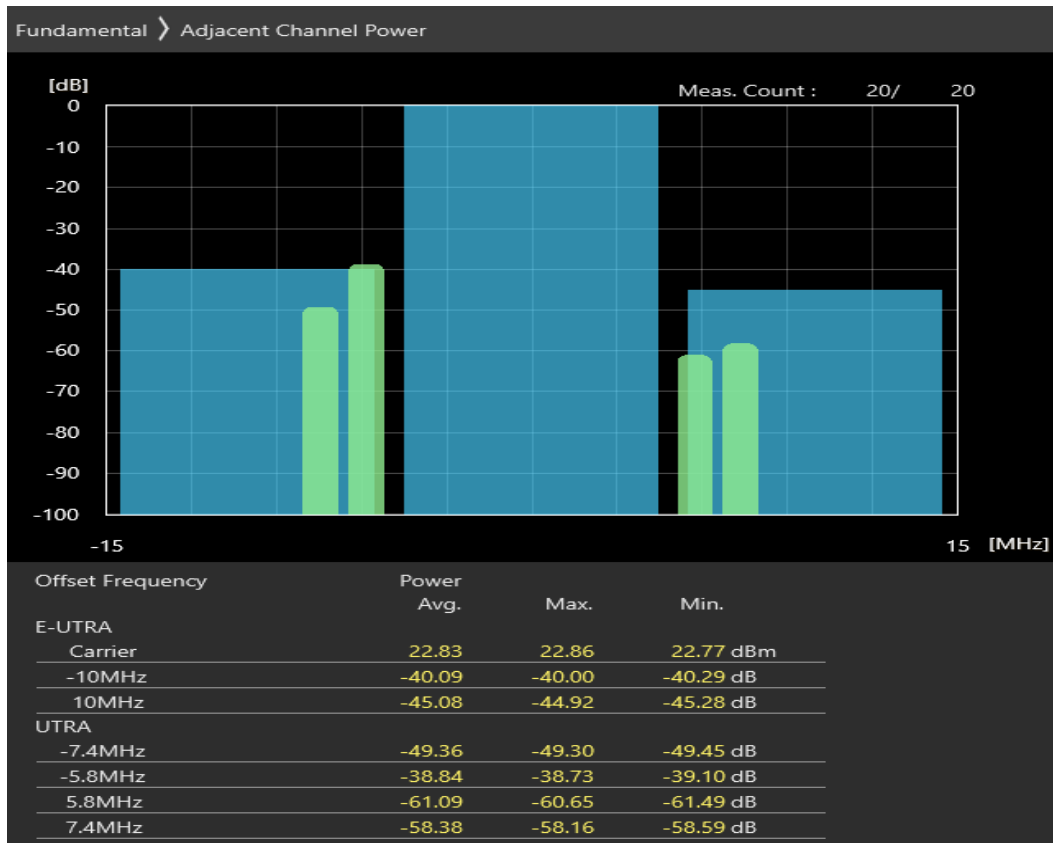 Fundamental 〉 Adjacent Channel Power
[dB]
Meas. Count : 20/ 20
0
-10
-20
-30
-40
-50
-60
-70
-80
-90
-100
-15 15 [MHz]
Offset Frequency Power
Avg. Max. Min.
E-UTRA
Carrier 22.83 22.86 22.77 dBm
-10MHz -40.09 -40.00 -40.29 dB
10MHz -45.08 -44.92 -45.28 dB
UTRA
-7.4MHz -49.36 -49.30 -49.45 dB
-5.8MHz -38.84 -38.73 -39.10 dB
5.8MHz -61.09 -60.65 -61.49 dB
7.4MHz -58.38 -58.16 -58.59 dB